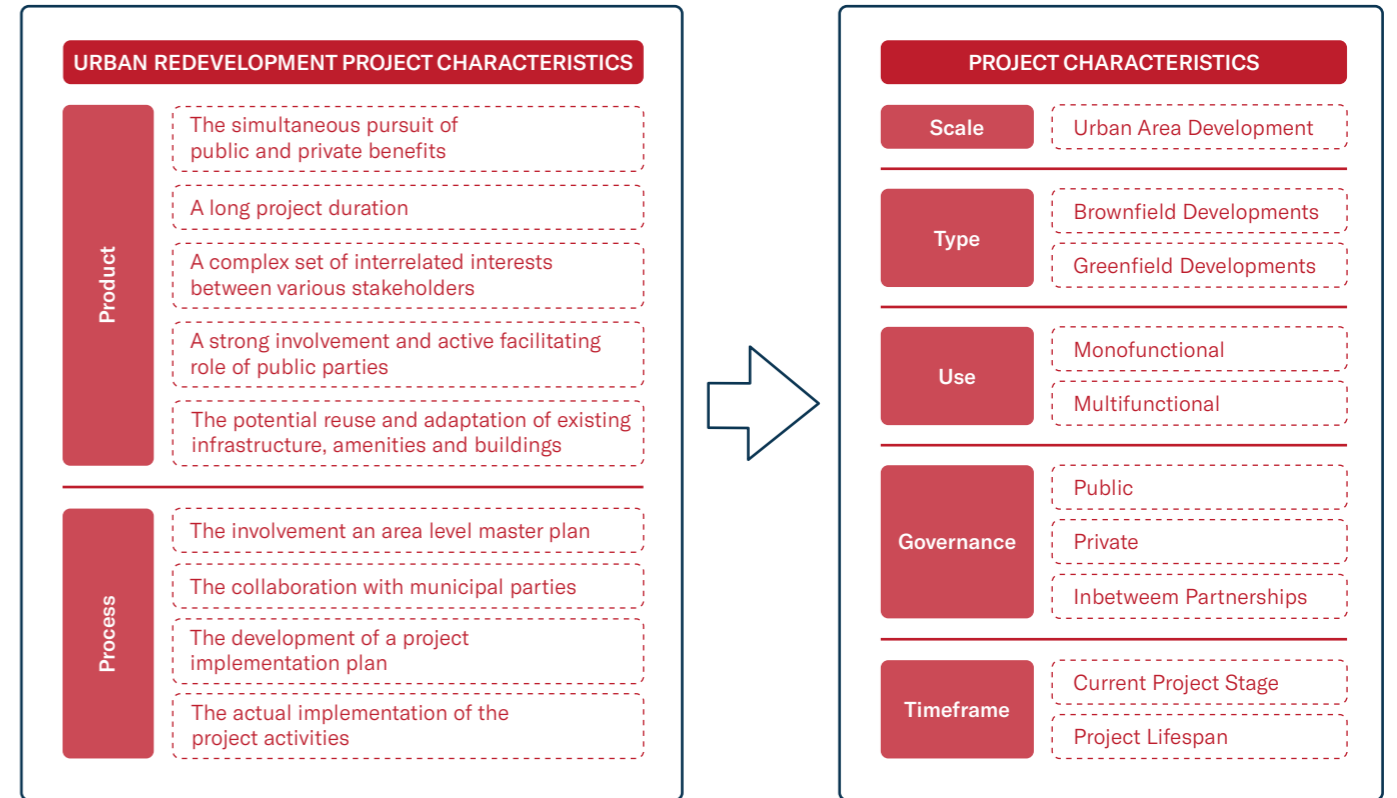 URBAN REDEVELOPMENT PROJECT CHARACTERISTICS
Product
The simultaneous pursuit of
public and private benefits
A long project duration
A complex set of interrelated interests
between various stakeholders
A strong involvement and active facilitating
role of public parties
The potential reuse and adaptation of existing
infrastructure, amenities and buildings
Process
The involvement an area level master plan
The collaboration with municipal parties
The development of a project
implementation plan
The actual implementation of the
project activities
PROJECT CHARACTERISTICS
Scale
Urban Area Development
Type
Brownfield Developments
Greenfield Developments
Use
Monofunctional
Multifunctional
Governance
Public
Private
Inbetweem Partnerships
Timeframe
Current Project Stage
Project Lifespan